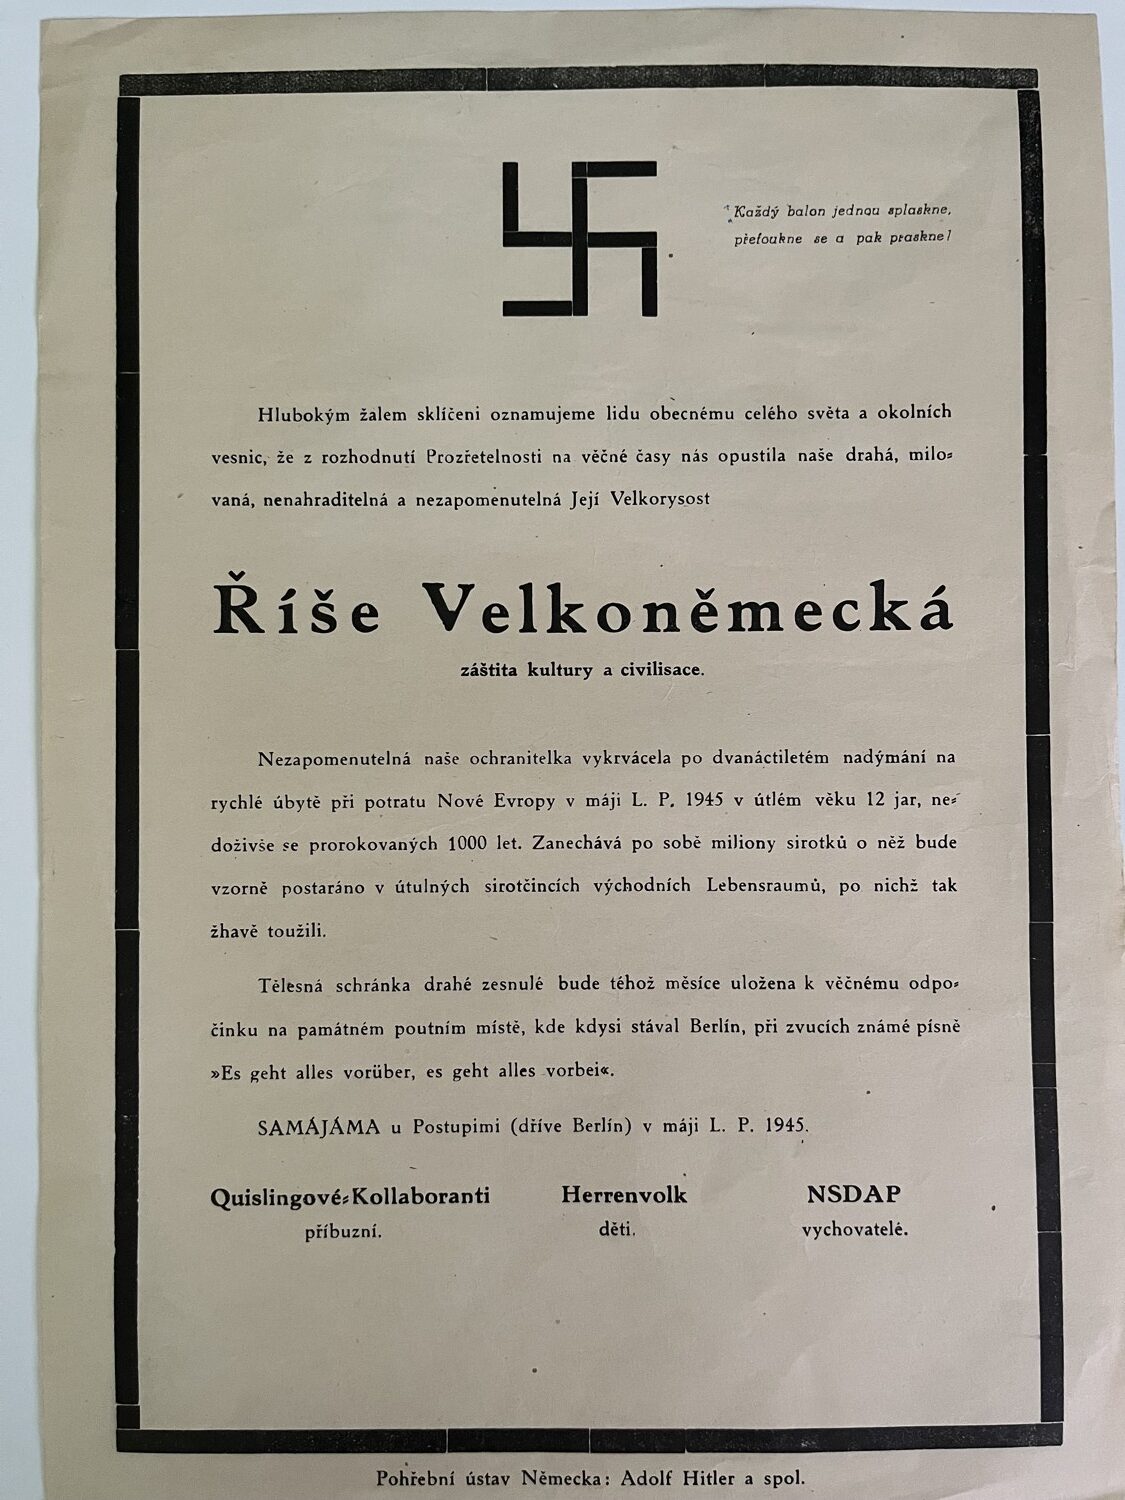 Každý balon jednou splaskne,
přefoukne se a pak praskne!
Hlubokým žalem sklíčeni oznamujeme lidu obecnému celého světa a okolních
vesnic, že z rozhodnutí Prozřetelnosti na věčné časy nás opustila naše drahá, milo-
vaná, nenahraditelná a nezapomenutelná Její Velkorysost
Říše Velkoněmecká
záštita kultury a civilisace.
Nezapomenutelná naše ochranitelka vykrvácela po dvanáctiletém nadýmání na
rychlé úbytě při potratu Nové Evropy v máji L. P. 1945 v útlém věku 12 jar, ne-
doživše se prorokovaných 1000 let. Zanechává po sobě miliony sirotků o něž bude
vzorně postaráno v útulných sirotčincích východních Lebensraumů, po nichž tak
žhavě toužili.
Tělesná schránka drahé zesnulé bude téhož měsíce uložena k věčnému odpo-
činku na památném poutním místě, kde kdysi stával Berlín, při zvucích známé písně
»Es geht alles vorüber, es geht alles vorbei«.
SAMÁJÁMA u Postupimi (dříve Berlín) v máji L. P. 1945.
Quislingové-Kollaboranti Herrenvolk NSDAP
příbuzní. děti. vychovatelé.
Pohřební ústav Německa: Adolf Hitler a spol.